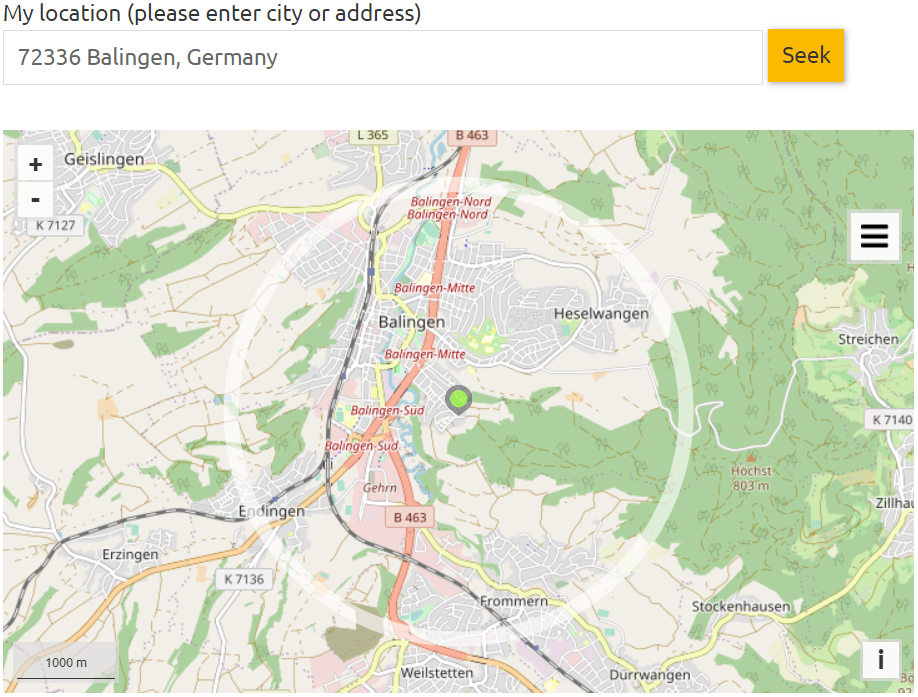 My location (please enter city or address)
72336 Balingen, Germany
Seek
L 365
B 463
+
Geislingen
-
Balingen-Nord
Balingen-Nord
K 7127
Balingen-Mitte
Heselwangen
Balingen
Streichen
Balingen-Mitte
Balingen-Süd
K 7140
Balingen-Süd
Hochst
803 m
Gehrn
Zillhau
Endingen
B 463
Erzingen
K 7136
Frommern
Stockenhausen
1000 m
i
Weilstetten
Dürrwangen